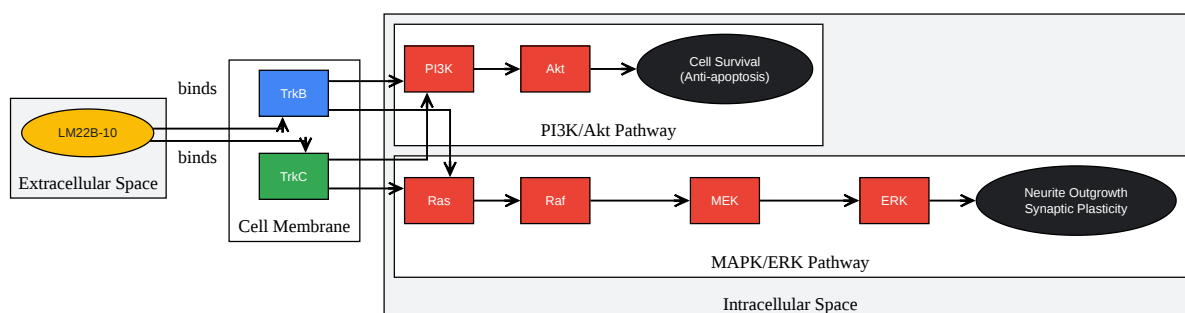 LM22B-10
Extracellular Space
binds
binds
TrkB
TrkC
Cell Membrane
PI3K
Akt
Cell Survival
(Anti-apoptosis)
PI3K/Akt Pathway
Ras
Raf
MEK
ERK
Neurite Outgrowth
Synaptic Plasticity
MAPK/ERK Pathway
Intracellular Space